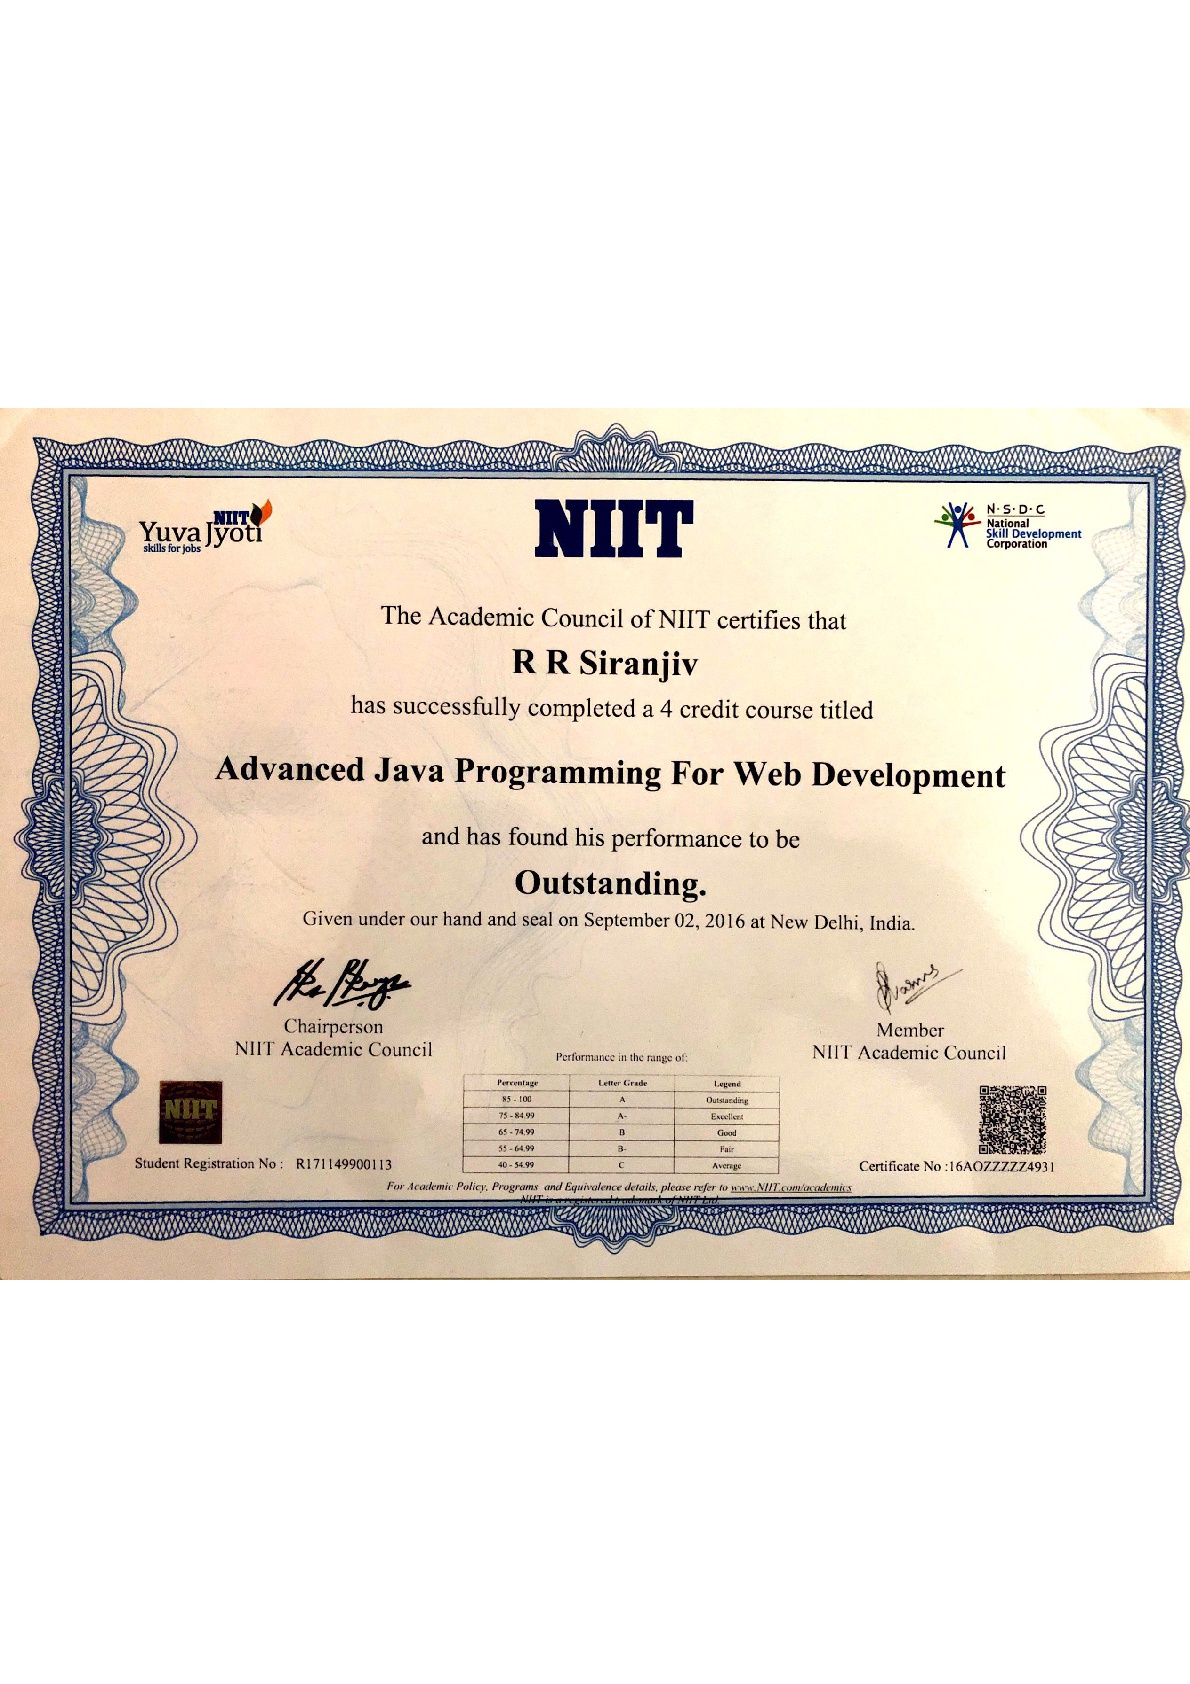 NIIT
Yuva Jyoti
skills for jobs
NIIT
N·S·D·C
National
Skill Development
Corporation
The Academic Council of NIIT certifies that
R R Siranjiv
has successfully completed a 4 credit course titled
Advanced Java Programming For Web Development
and has found his performance to be
Outstanding.
Given under our hand and seal on September 02, 2016 at New Delhi, India.
Chairperson
NIIT Academic Council
Member
NIIT Academic Council
Performance in the range of:
Percentage Letter Grade Legend
85 - 100 A Outstanding
75 - 84.99 A- Excellent
65 - 74.99 B Good
55 - 64.99 B- Fair
40 - 54.99 C Average
NIIT
Student Registration No : R171149900113
Certificate No :16AOZZZZZ4931
For Academic Policy, Programs and Equivalence details, please refer to www.NIIT.com/academics
NIIT is a registered trademark of NIIT Ltd.